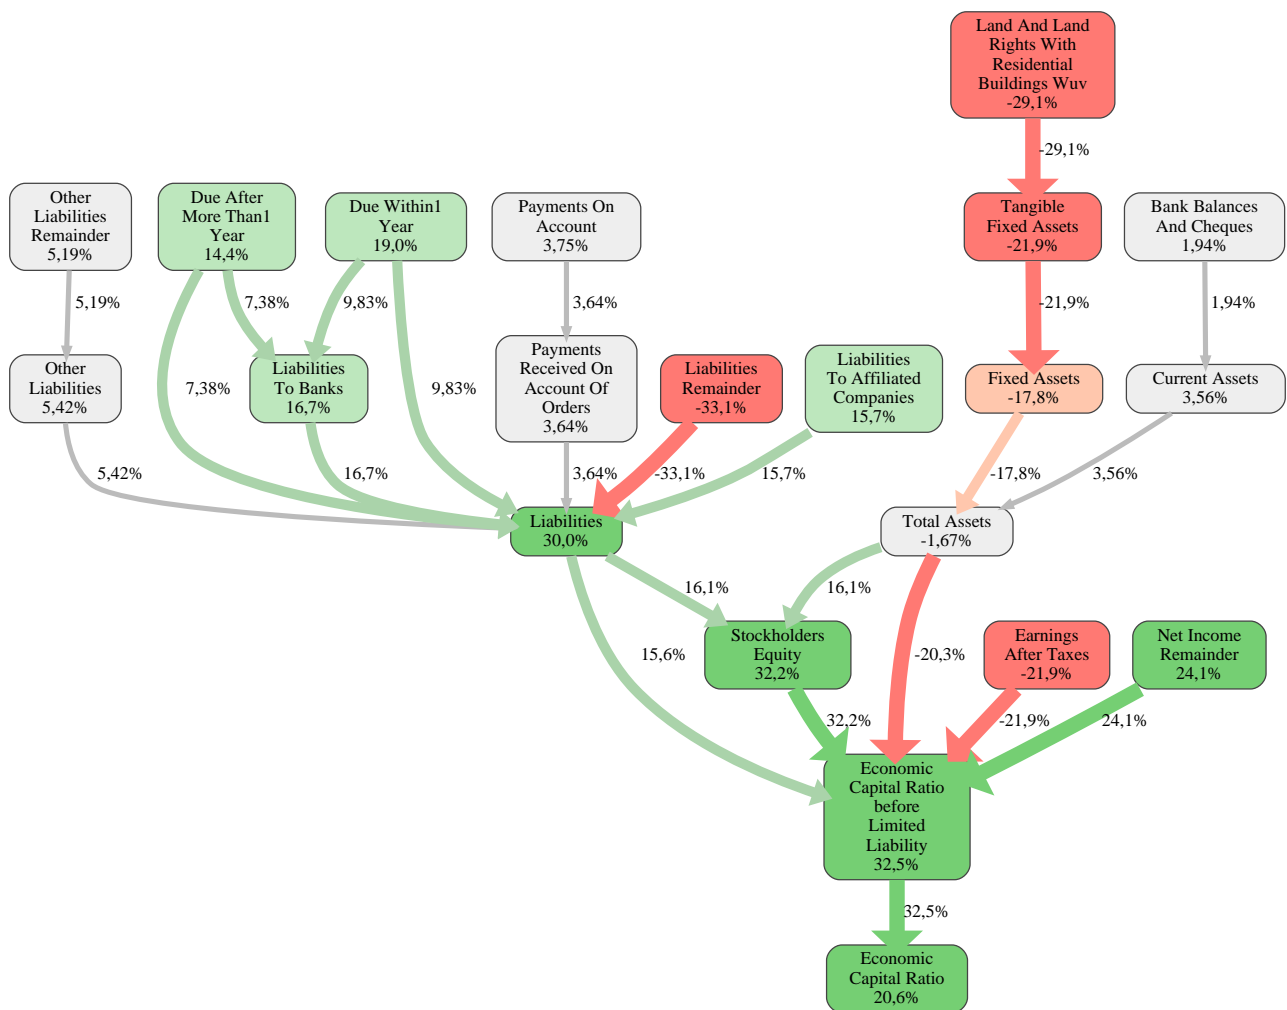 Land And Land
Rights With
Residential
Buildings Wuv
-29,1%
-29,1%
Other
Liabilities
Remainder
5,19%
Due After
More Than1
Year
14,4%
Due Within1
Year
19,0%
Payments On
Account
3,75%
Tangible
Fixed Assets
-21,9%
Bank Balances
And Cheques
1,94%
5,19%
7,38%
9,83%
3,64%
-21,9%
1,94%
Other
Liabilities
5,42%
7,38%
Liabilities
To Banks
16,7%
9,83%
Payments
Received On
Account Of
Orders
3,64%
Liabilities
Remainder
-33,1%
Liabilities
To Affiliated
Companies
15,7%
Fixed Assets
-17,8%
Current Assets
3,56%
5,42%
16,7%
3,64%
-33,1%
15,7%
-17,8%
3,56%
Liabilities
30,0%
Total Assets
-1,67%
16,1%
16,1%
15,6%
Stockholders
Equity
32,2%
-20,3%
Earnings
After Taxes
-21,9%
Net Income
Remainder
24,1%
32,2%
-21,9%
24,1%
Economic
Capital Ratio
before
Limited
Liability
32,5%
32,5%
Economic
Capital Ratio
20,6%